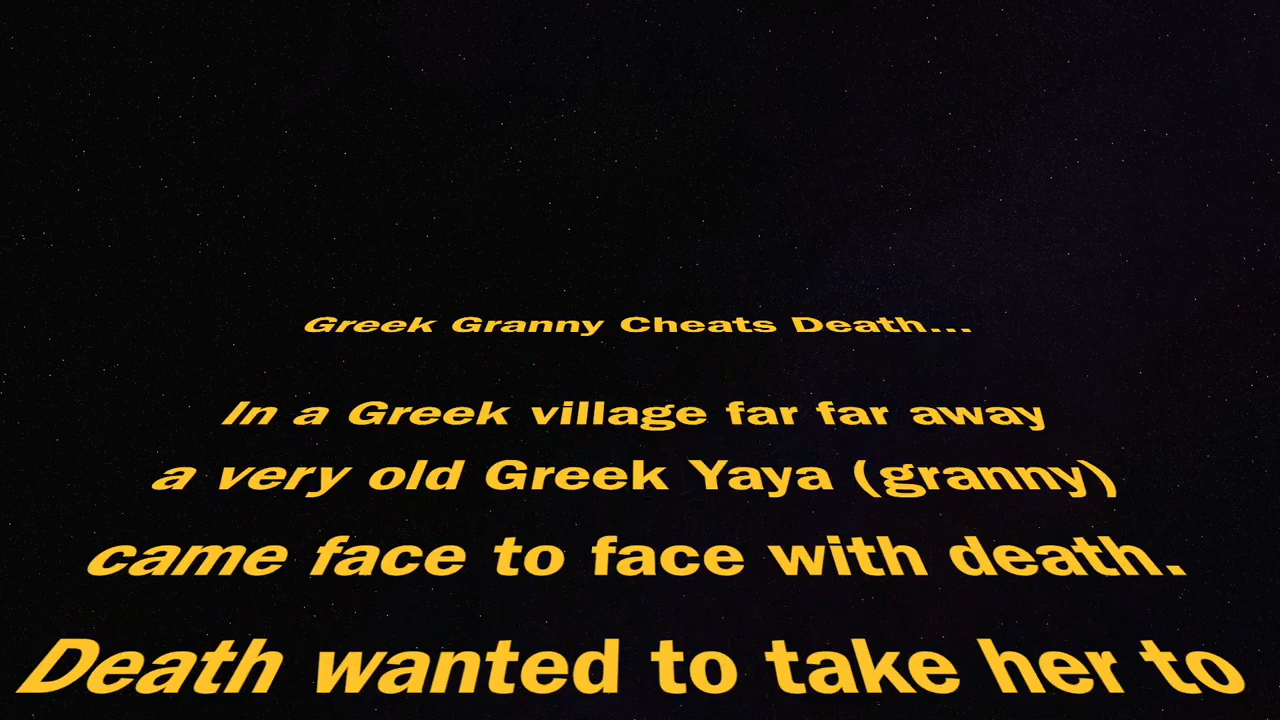 Greek Granny Cheats Death...
In a Greek village far far away
a very old Greek Yaya (granny)
came face to face with death.
Death wanted to take her to